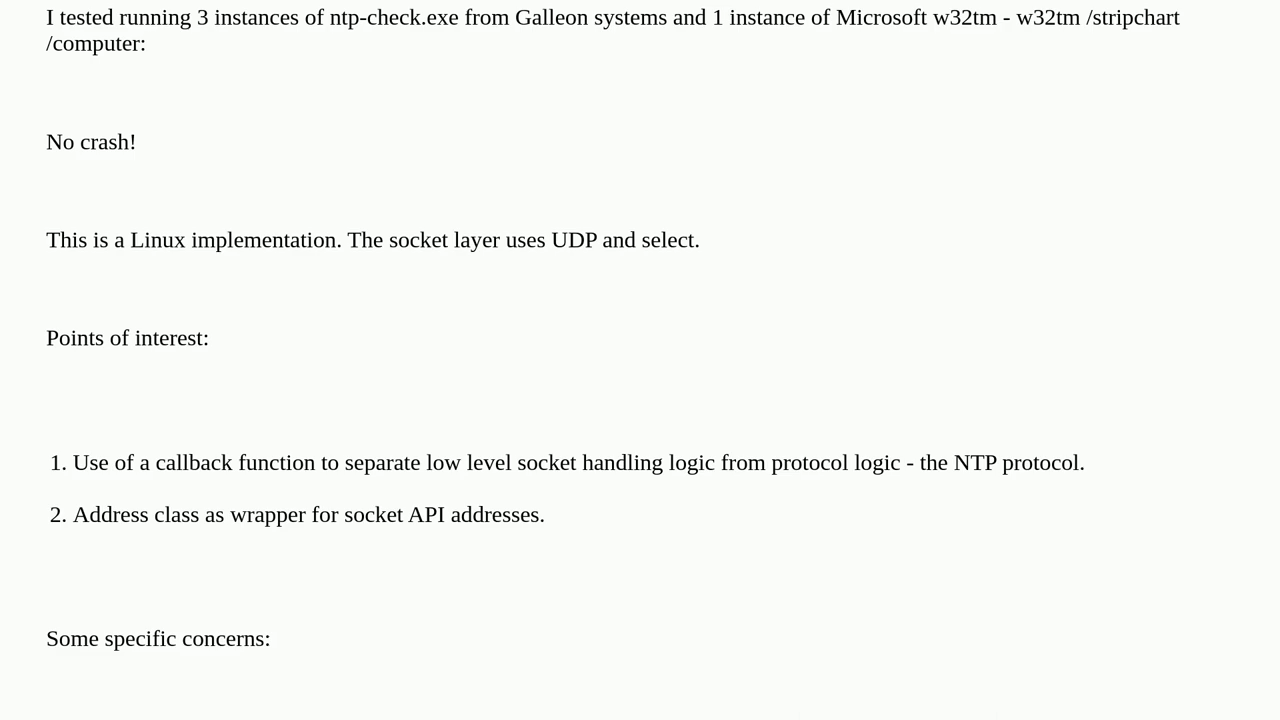 I tested running 3 instances of ntp-check.exe from Galleon systems and 1 instance of Microsoft w32tm - w32tm /stripchart
/computer:
No crash!
This is a Linux implementation. The socket layer uses UDP and select.
Points of interest:
1. Use of a callback function to separate low level socket handling logic from protocol logic - the NTP protocol.
2. Address class as wrapper for socket API addresses.
Some specific concerns: